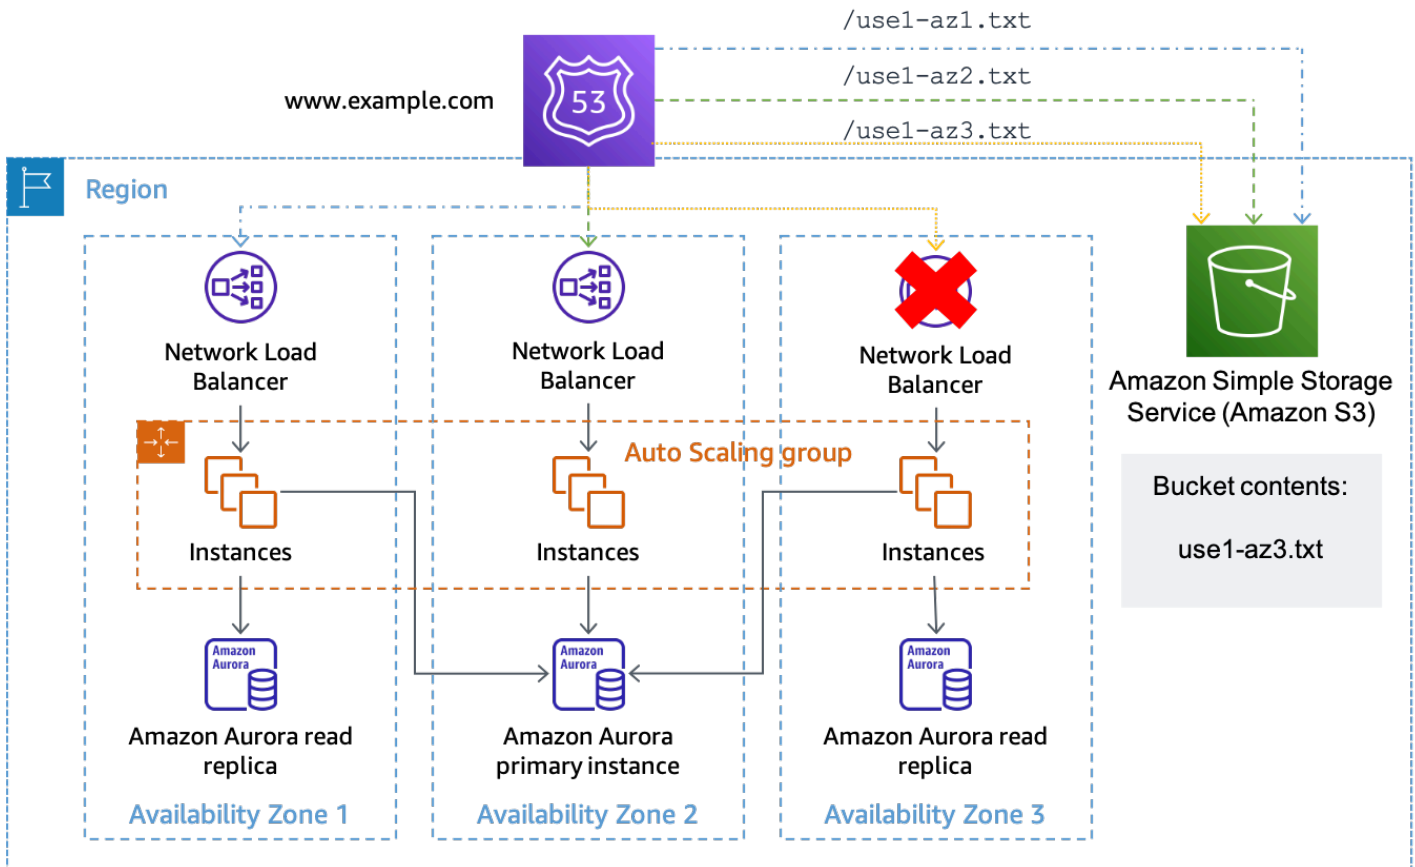 /use1-az1.txt
www.example.com
53
/use1-az2.txt
/use1-az3.txt
Region
Network Load
Balancer
Network Load
Balancer
Network Load
Balancer
Amazon Simple Storage
Service (Amazon S3)
Auto Scaling group
Bucket contents:
use1-az3.txt
Instances
Instances
Instances
Amazon
Aurora
Amazon
Aurora
Amazon
Aurora
Amazon Aurora read
replica
Amazon Aurora
primary instance
Amazon Aurora read
replica
Availability Zone 1
Availability Zone 2
Availability Zone 3